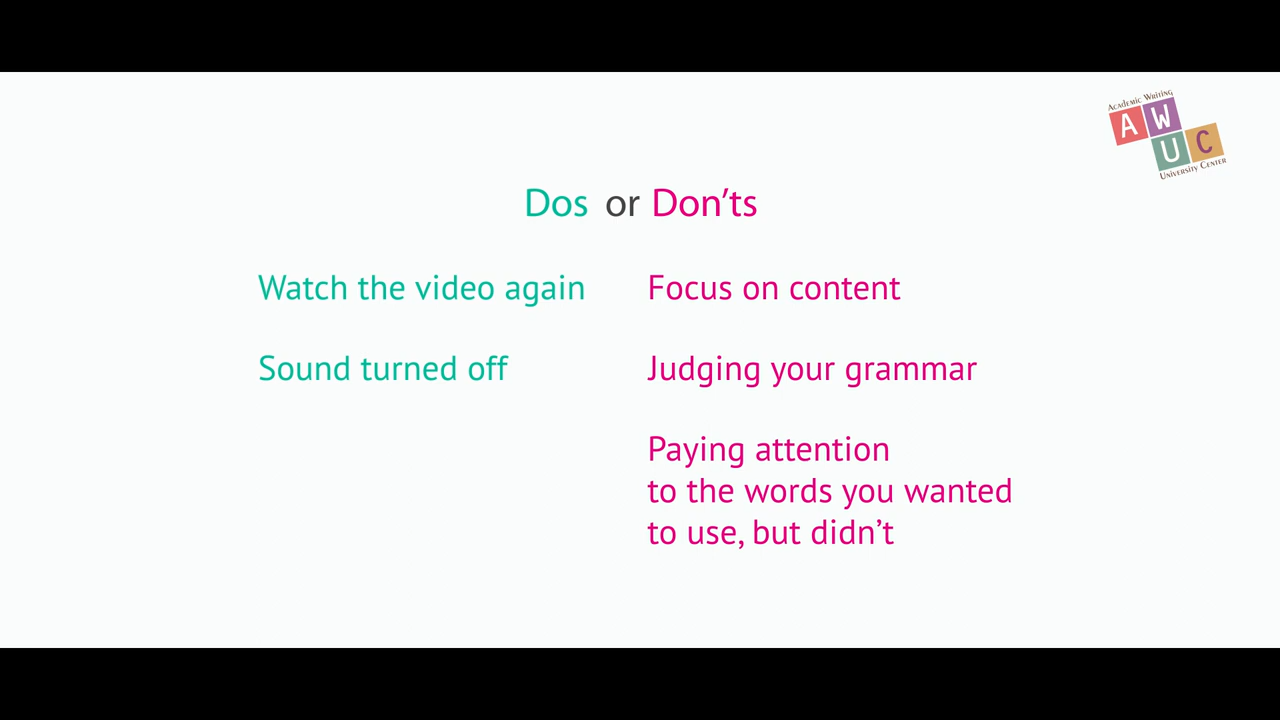 Academic Writing
A W
U C
University Center
Dos or Don'ts
Watch the video again
Focus on content
Sound turned off
Judging your grammar
Paying attention
to the words you wanted
to use, but didn’t